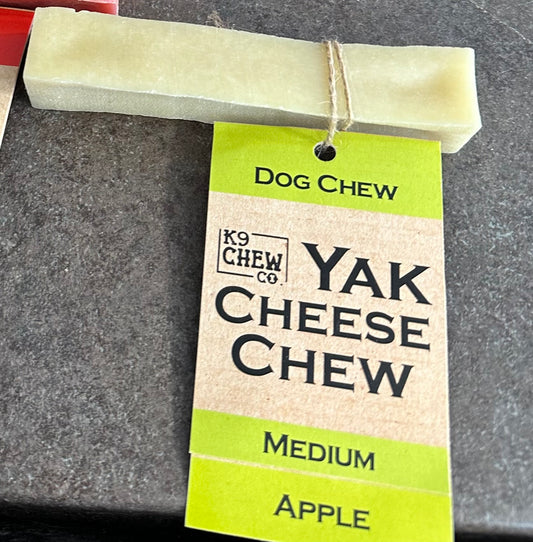 DOG CHEW
K9
CHEW
CO.
YAK
CHEESE
CHEW
MEDIUM
APPLE